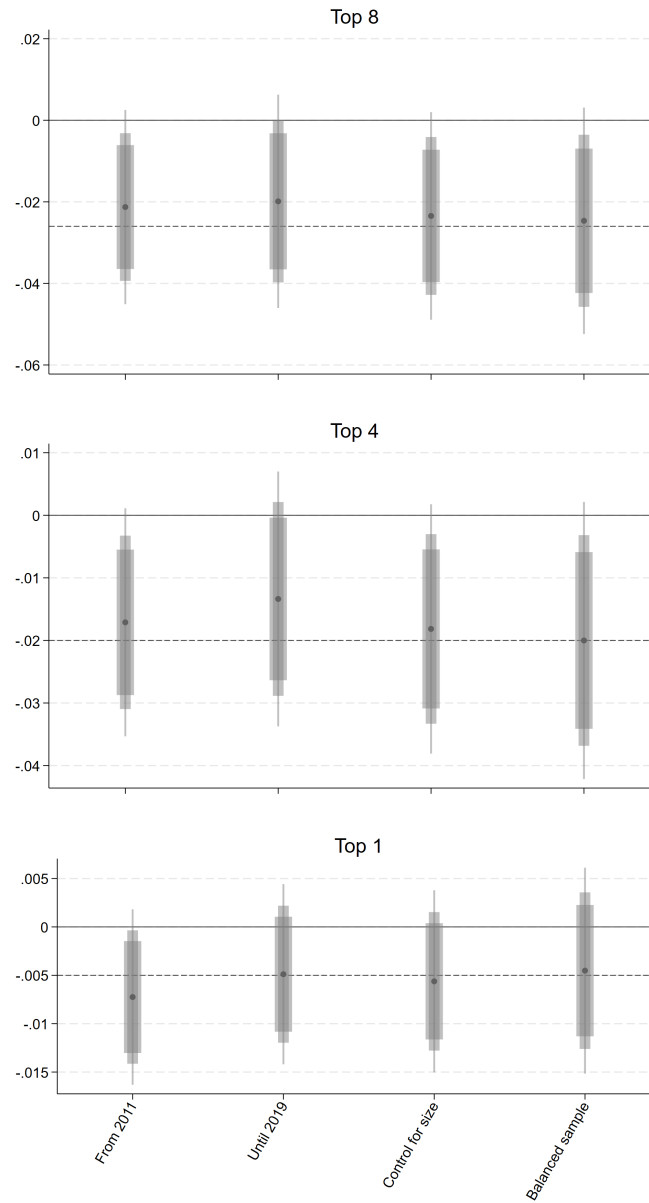 Top 8
.02
0
-.02
-.04
-.06
Top 4
.01
0
-.01
-.02
-.03
-.04
Top 1
.005
0
-.005
-.01
-.015
From 2011
Until 2019
Control for size
Balanced sample